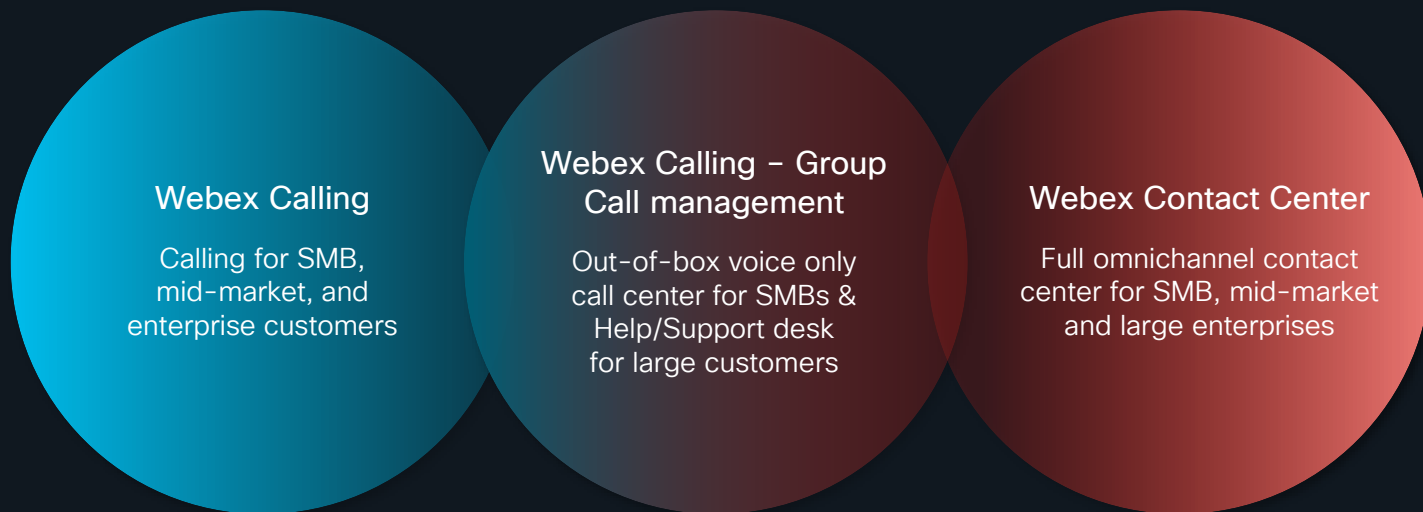 Webex Calling
Calling for SMB,
mid-market, and
enterprise customers
Webex Calling – Group
Call management
Out-of-box voice only
call center for SMBs &
Help/Support desk
for large customers
Webex Contact Center
Full omnichannel contact
center for SMB, mid-market
and large enterprises